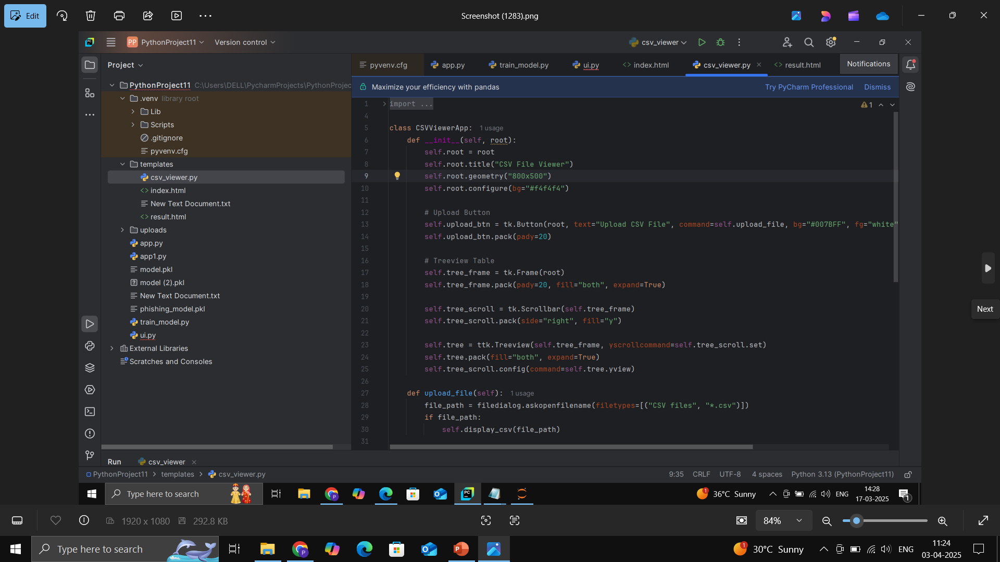 Edit
Screenshot (1283).png
PP PythonProject11
Version control
csv_viewer
Project
pyvenv.cfg
app.py
train_model.py
ui.py
index.html
csv_viewer.py
result.html
Notifications
Maximize your efficiency with pandas
Try PyCharm Professional
Dismiss
PythonProject11 C:\Users\DELL\PycharmProjects\PythonProjec
.venv library root
Lib
Scripts
.gitignore
pyvenv.cfg
templates
csv_viewer.py
index.html
New Text Document.txt
result.html
uploads
app.py
app1.py
model.pkl
model (2).pkl
New Text Document.txt
phishing_model.pkl
train_model.py
ui.py
External Libraries
Scratches and Consoles
1 import ...
1
4
5 class CSVViewerApp: 1 usage
6 def __init__(self, root):
7 self.root = root
8 self.root.title("CSV File Viewer")
9 self.root.geometry("800x500")
10 self.root.configure(bg="#f4f4f4")
11
12 # Upload Button
13 self.upload_btn = tk.Button(root, text="Upload CSV File", command=self.upload_file, bg="#007BFF", fg="white"
14 self.upload_btn.pack(pady=20)
15
16 # Treeview Table
17 self.tree_frame = tk.Frame(root)
18 self.tree_frame.pack(pady=20, fill="both", expand=True)
19
20 self.tree_scroll = tk.Scrollbar(self.tree_frame)
21 self.tree_scroll.pack(side="right", fill="y")
22
23 self.tree = ttk.Treeview(self.tree_frame, yscrollcommand=self.tree_scroll.set)
24 self.tree.pack(fill="both", expand=True)
25 self.tree_scroll.config(command=self.tree.yview)
26
27 def upload_file(self): 1 usage
28 file_path = filedialog.askopenfilename(filetypes=[("CSV files", "*.csv")])
29 if file_path:
30 self.display_csv(file_path)
31
Next
Run csv_viewer
PythonProject11 > templates > csv_viewer.py
9:35 CRLF UTF-8 4 spaces Python 3.13 (PythonProject11)
Type here to search
36°C Sunny
ENG
14:28
17-03-2025
1
1920 x 1080
292.8 KB
84%
Type here to search
30°C Sunny
ENG
11:24
03-04-2025